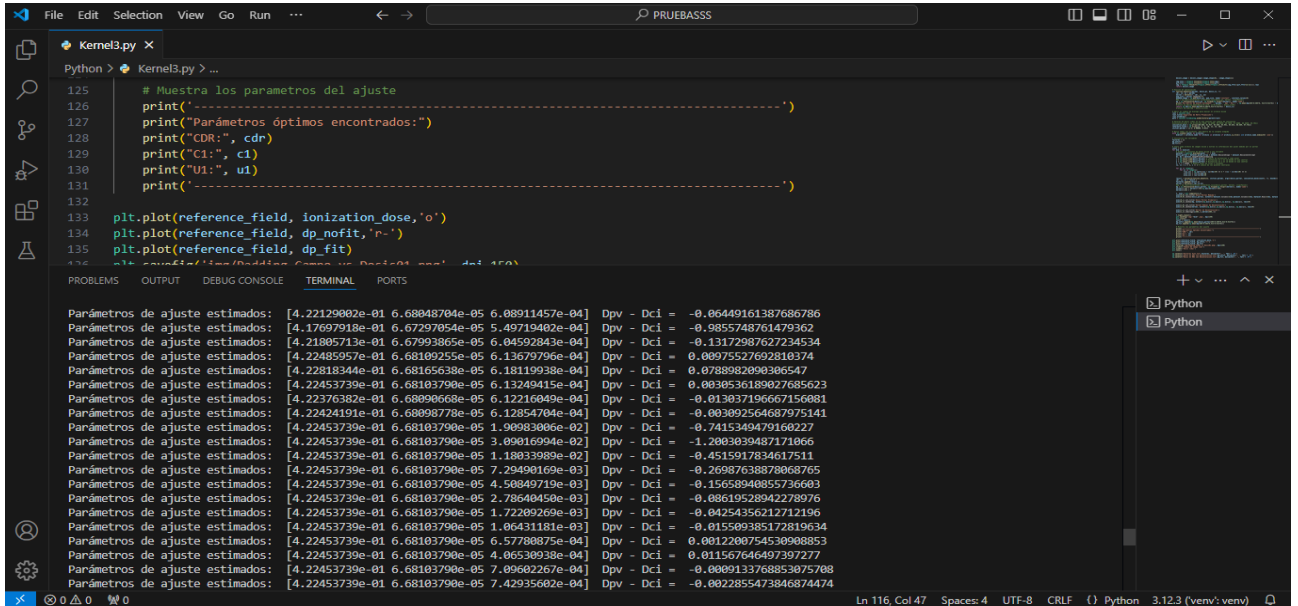 File Edit Selection View Go Run ··· ← → PRUEBASSS
Kernel3.py ×
Python > Kernel3.py > ...
125 # Muestra los parametros del ajuste
126 print('--------------------------------------------------------------------------------')
127 print("Parámetros óptimos encontrados:")
128 print("CDR:", cdr)
129 print("C1:", c1)
130 print("U1:", u1)
131 print('--------------------------------------------------------------------------------')
132
133 plt.plot(reference_field, ionization_dose,'o')
134 plt.plot(reference_field, dp_nofit,'r-')
135 plt.plot(reference_field, dp_fit)
PROBLEMS OUTPUT DEBUG CONSOLE TERMINAL PORTS
Python
Python
Parámetros de ajuste estimados: [4.22129002e-01 6.68048704e-05 6.08911457e-04] Dpv - Dci = -0.06449161387686786
Parámetros de ajuste estimados: [4.17697918e-01 6.67297054e-05 5.49719402e-04] Dpv - Dci = -0.9855748761479362
Parámetros de ajuste estimados: [4.21805713e-01 6.67993865e-05 6.04592843e-04] Dpv - Dci = -0.13172987627234534
Parámetros de ajuste estimados: [4.22485957e-01 6.68109255e-05 6.13679796e-04] Dpv - Dci = 0.00975527692810374
Parámetros de ajuste estimados: [4.22818344e-01 6.68165638e-05 6.18119938e-04] Dpv - Dci = 0.0788982090306547
Parámetros de ajuste estimados: [4.22453739e-01 6.68103790e-05 6.13249415e-04] Dpv - Dci = 0.0030536189027685623
Parámetros de ajuste estimados: [4.22376382e-01 6.68090668e-05 6.12216049e-04] Dpv - Dci = -0.013037196667156081
Parámetros de ajuste estimados: [4.22424191e-01 6.68098778e-05 6.12854704e-04] Dpv - Dci = -0.003092564687975141
Parámetros de ajuste estimados: [4.22453739e-01 6.68103790e-05 1.90983006e-02] Dpv - Dci = -0.7415349479160227
Parámetros de ajuste estimados: [4.22453739e-01 6.68103790e-05 3.09016994e-02] Dpv - Dci = -1.2003039487171066
Parámetros de ajuste estimados: [4.22453739e-01 6.68103790e-05 1.18033989e-02] Dpv - Dci = -0.4515917834617511
Parámetros de ajuste estimados: [4.22453739e-01 6.68103790e-05 7.29490169e-03] Dpv - Dci = -0.26987638878068765
Parámetros de ajuste estimados: [4.22453739e-01 6.68103790e-05 4.50849719e-03] Dpv - Dci = -0.15658940855736603
Parámetros de ajuste estimados: [4.22453739e-01 6.68103790e-05 2.78640450e-03] Dpv - Dci = -0.08619528942278976
Parámetros de ajuste estimados: [4.22453739e-01 6.68103790e-05 1.72209269e-03] Dpv - Dci = -0.04254356212712196
Parámetros de ajuste estimados: [4.22453739e-01 6.68103790e-05 1.06431181e-03] Dpv - Dci = -0.015509385172819634
Parámetros de ajuste estimados: [4.22453739e-01 6.68103790e-05 6.57780875e-04] Dpv - Dci = 0.0012200754530908853
Parámetros de ajuste estimados: [4.22453739e-01 6.68103790e-05 4.06530938e-04] Dpv - Dci = 0.011567646497397277
Parámetros de ajuste estimados: [4.22453739e-01 6.68103790e-05 7.09602267e-04] Dpv - Dci = -0.0009133768853075708
Parámetros de ajuste estimados: [4.22453739e-01 6.68103790e-05 7.42935602e-04] Dpv - Dci = -0.0022855473846874474
0 0 0 Ln 116, Col 47 Spaces: 4 UTF-8 CRLF {} Python 3.12.3 ('venv': venv)